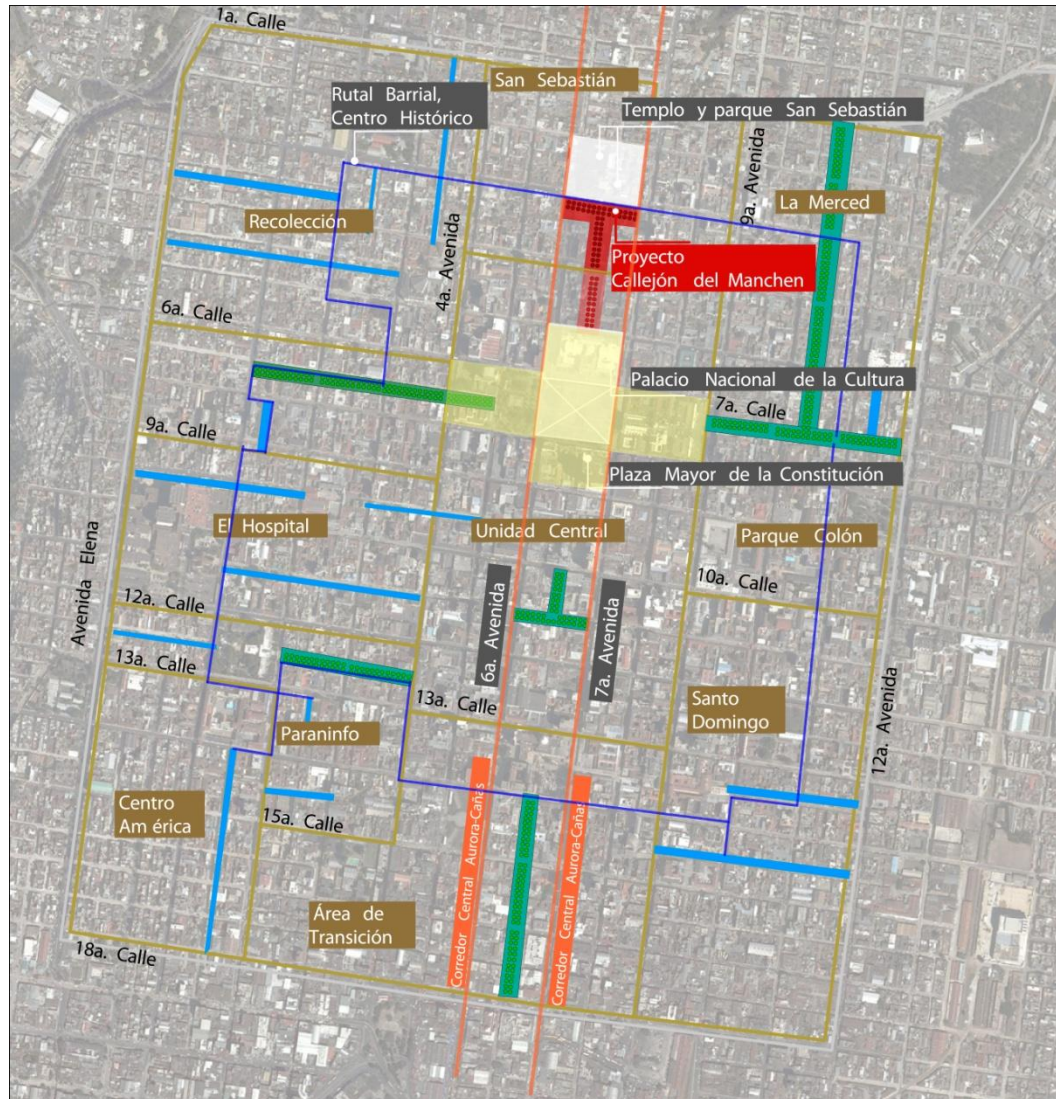 1a. Calle
San Sebastián
Rutal Barrial,
Centro Histórico
Templo y parque San Sebastián
9a. Avenida
La Merced
Recolección
4a. Avenida
Proyecto
Callejón del Manchen
6a. Calle
Palacio Nacional de la Cultura
7a. Calle
9a. Calle
Plaza Mayor de la Constitución
El Hospital
Unidad Central
Parque Colón
Avenida Elena
10a. Calle
12a. Calle
6a. Avenida
7a. Avenida
13a. Calle
13a. Calle
Santo
Domingo
12a. Avenida
Paraninfo
Centro
Am érica
15a. Calle
Corredor Central Aurora-Cañas
Corredor Central Aurora-Cañas
Área de
Transición
18a. Calle